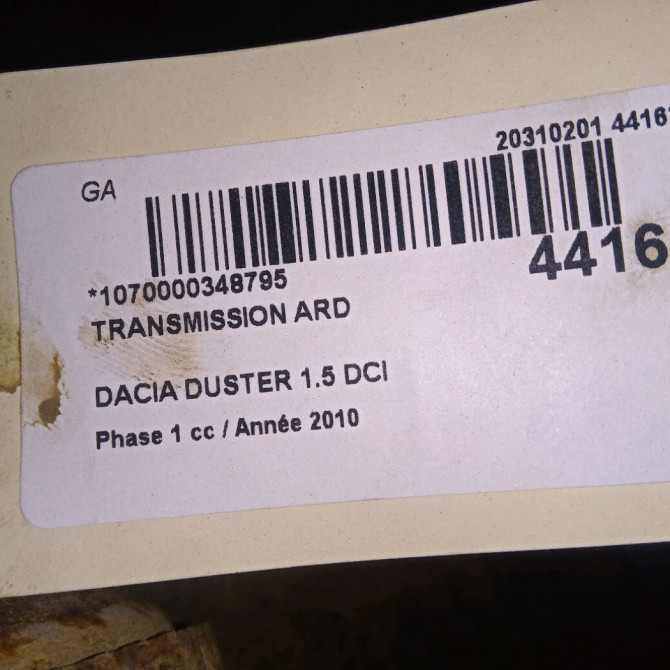 20310201 4416
GA
4416
*1070000348795
TRANSMISSION ARD
DACIA DUSTER 1.5 DCI
Phase 1 cc / Année 2010